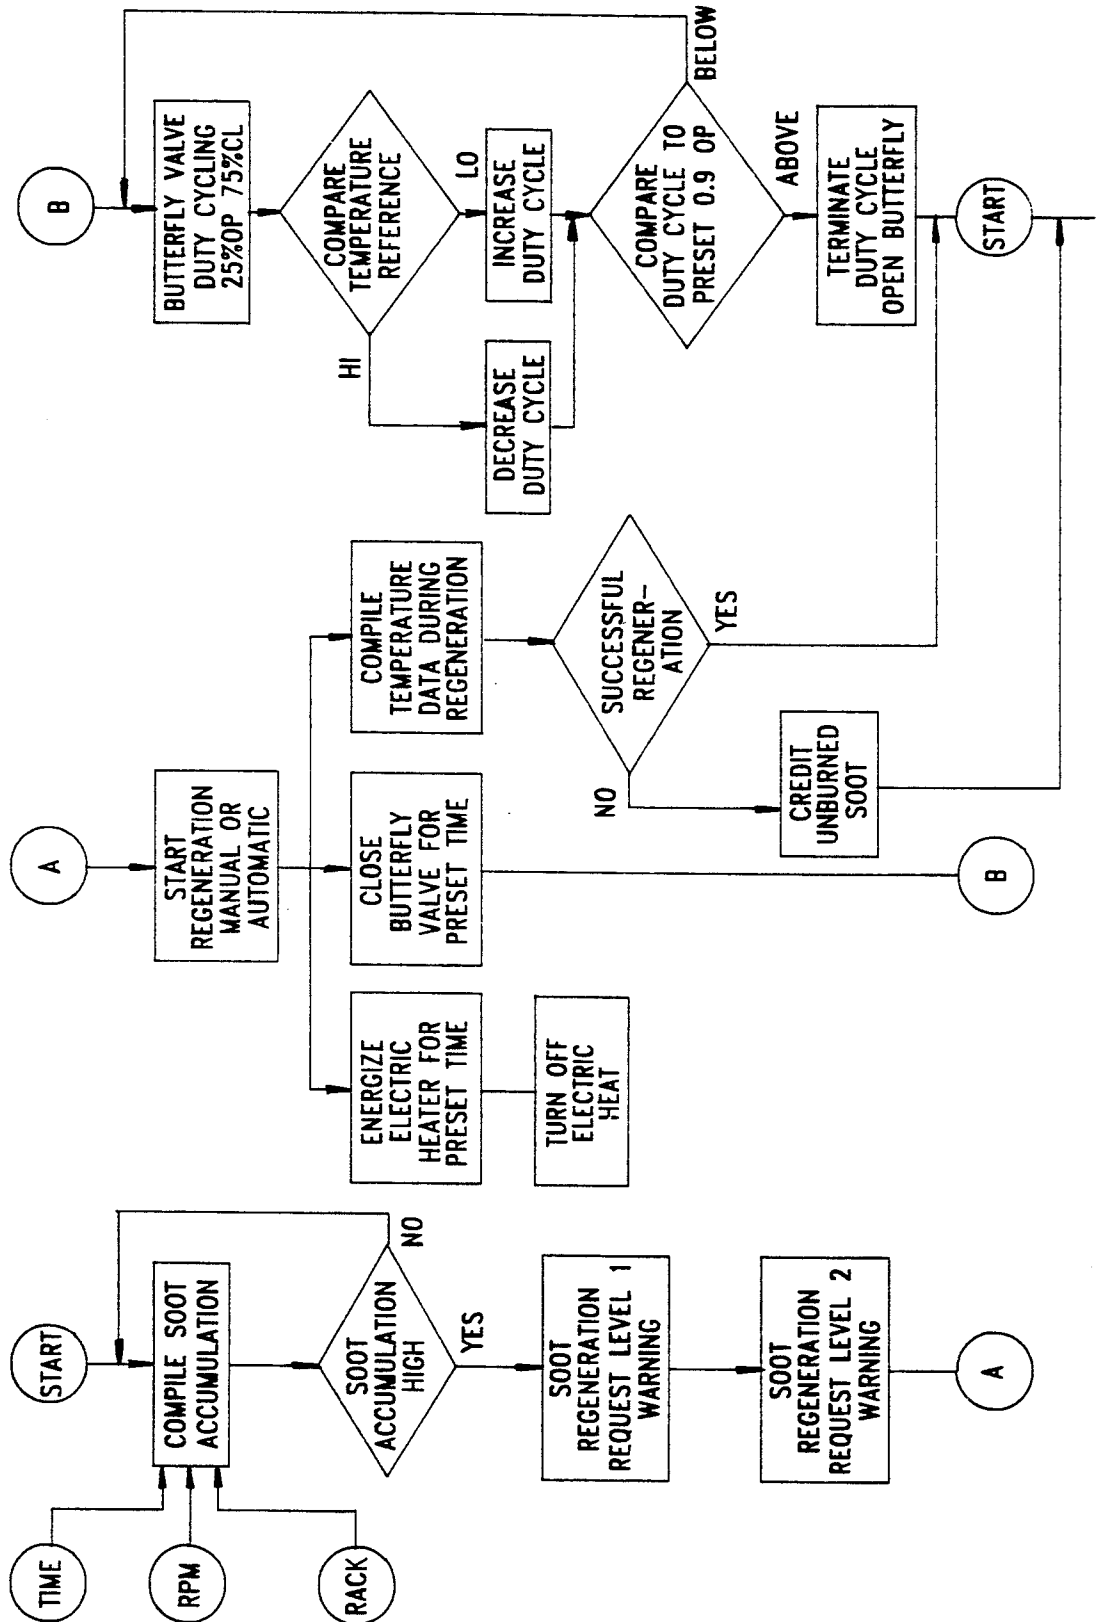 TIME
RPM
RACK
START
COMPILE SOOT
ACCUMULATION
SOOT
ACCUMULATION
HIGH
NO
YES
SOOT
REGENERATION
REQUEST LEVEL 1
WARNING
SOOT
REGENERATION
REQUEST LEVEL 2
WARNING
A
A
START
REGENERATION
MANUAL OR
AUTOMATIC
ENERGIZE
ELECTRIC
HEATER FOR
PRESET TIME
TURN OFF
ELECTRIC
HEAT
CLOSE
BUTTERFLY
VALVE FOR
PRESET TIME
B
COMPILE
TEMPERATURE
DATA DURING
REGENERATION
SUCCESSFUL
REGENER-
ATION
NO
YES
CREDIT
UNBURNED
SOOT
B
BUTTERFLY VALVE
DUTY CYCLING
25%OP 75%CL
COMPARE
TEMPERATURE
REFERENCE
HI
LO
DECREASE
DUTY CYCLE
INCREASE
DUTY CYCLE
COMPARE
DUTY CYCLE TO
PRESET 0.9 OP
BELOW
ABOVE
TERMINATE
DUTY CYCLE
OPEN BUTTERFLY
START